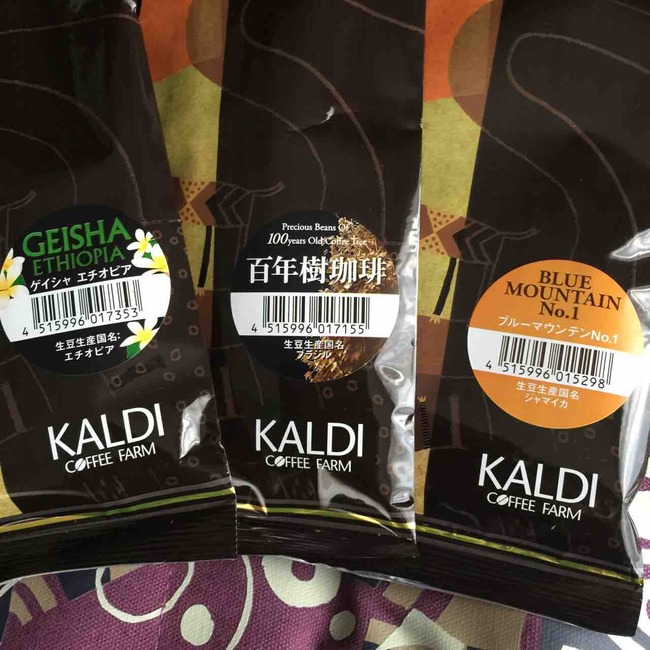 GEISHA
ETHIOPIA
ゲイシャ エチオピア
4 515996 017353
生豆生産国名:
エチオピア
KALDI
COFFEE FARM
Precious Beans Of
100years Old Coffee Tree
百年樹珈琲
4 515996 017155
生豆生産国名
ブラジル
KALDI
COFFEE FARM
BLUE
MOUNTAIN
No.1
ブルーマウンテンNo.1
4 515996 015298
生豆生産国名
ジャマイカ
KALDI
COFFEE FARM